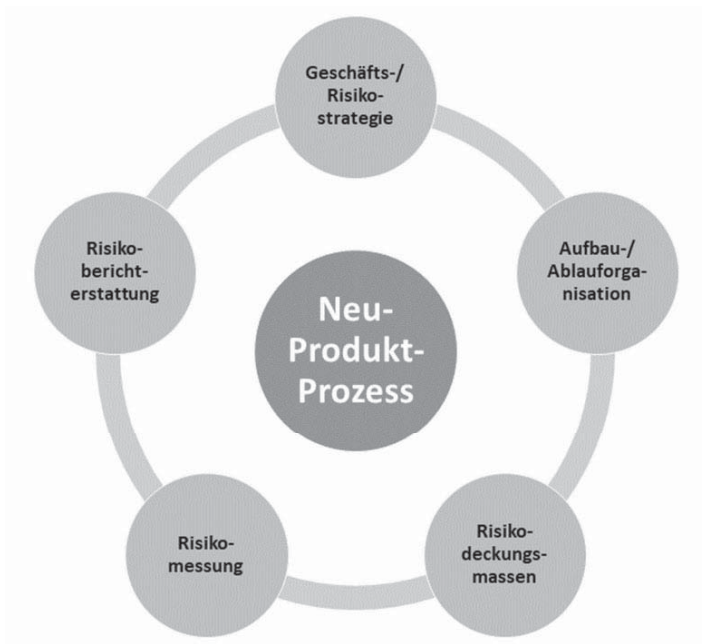 Geschäfts-/
Risiko-
strategie
Aufbau-/
Ablauforga-
nisation
Risiko-
deckungs-
massen
Risiko-
messung
Risiko-
bericht-
erstattung
Neu-
Produkt-
Prozess